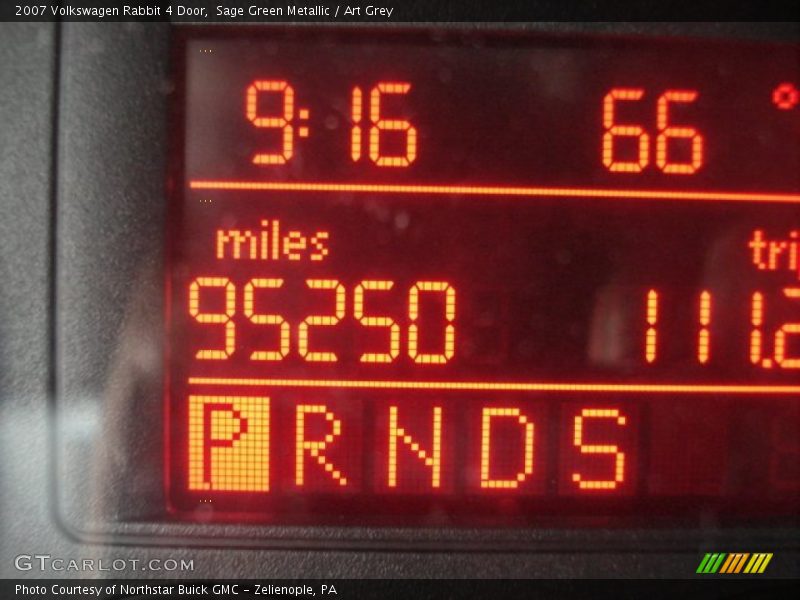 2007 Volkswagen Rabbit 4 Door,  Sage Green Metallic / Art Grey
9:16 66 °
miles
95250 111.2
P R N D S
GTCARLOT.COM
Photo Courtesy of Northstar Buick GMC - Zelienople, PA